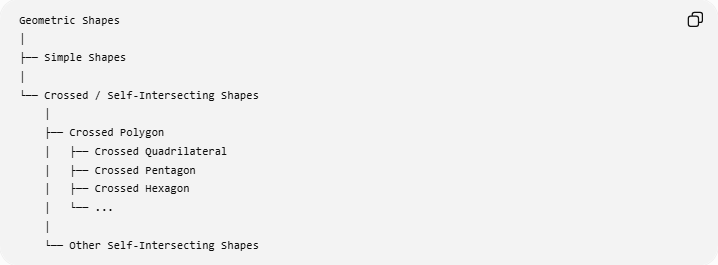 Geometric Shapes
│
├── Simple Shapes
│
└── Crossed / Self-Intersecting Shapes
    │
    ├── Crossed Polygon
    │   ├── Crossed Quadrilateral
    │   ├── Crossed Pentagon
    │   ├── Crossed Hexagon
    │   └── ...
    │
    └── Other Self-Intersecting Shapes